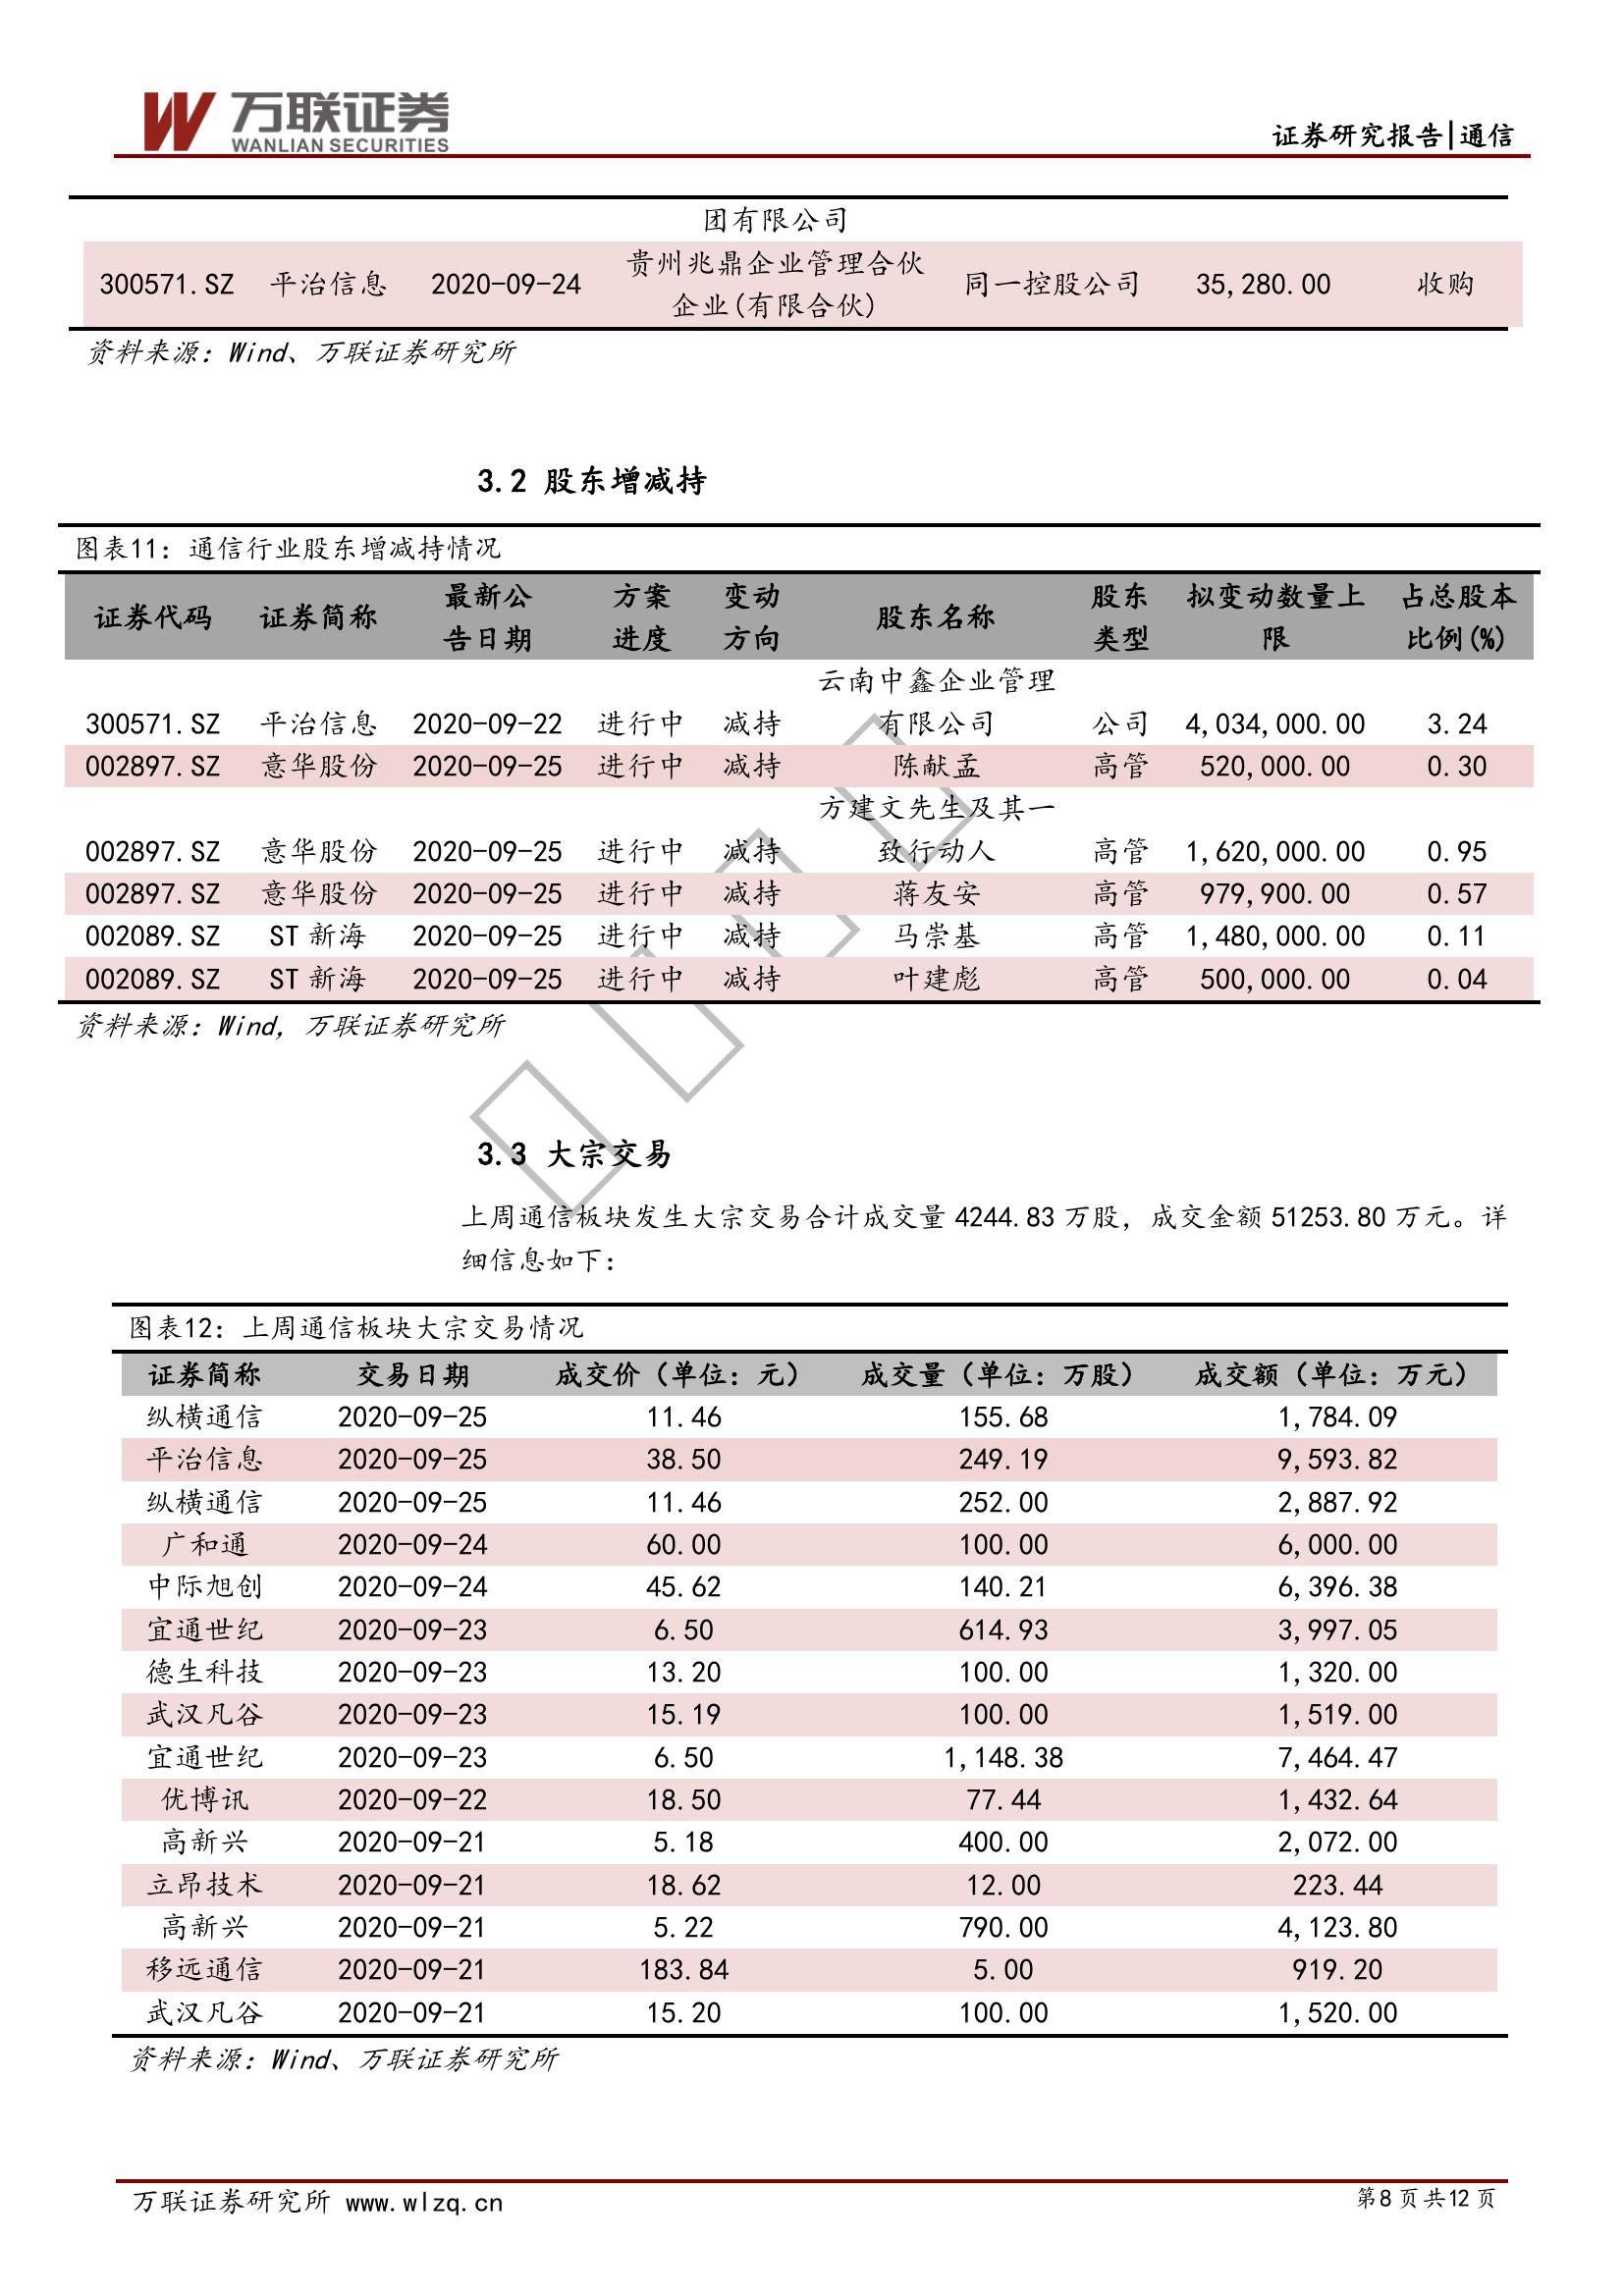 万联证券
WANLIAN SECURITIES
证券研究报告|通信
团有限公司
300571.SZ 平治信息 2020-09-24 贵州兆鼎企业管理合伙企业(有限合伙) 同一控股公司 35,280.00 收购
资料来源：Wind、万联证券研究所
3.2 股东增减持
图表11：通信行业股东增减持情况
证券代码 证券简称 最新公告日期 方案进度 变动方向 股东名称 股东类型 拟变动数量上限 占总股本比例(%)
300571.SZ 平治信息 2020-09-22 进行中 减持 云南中鑫企业管理有限公司 公司 4,034,000.00 3.24
002897.SZ 意华股份 2020-09-25 进行中 减持 陈献孟 高管 520,000.00 0.30
002897.SZ 意华股份 2020-09-25 进行中 减持 方建文先生及其一致行动人 高管 1,620,000.00 0.95
002897.SZ 意华股份 2020-09-25 进行中 减持 蒋友安 高管 979,900.00 0.57
002089.SZ ST 新海 2020-09-25 进行中 减持 马崇基 高管 1,480,000.00 0.11
002089.SZ ST 新海 2020-09-25 进行中 减持 叶建彪 高管 500,000.00 0.04
资料来源：Wind，万联证券研究所
3.3 大宗交易
上周通信板块发生大宗交易合计成交量 4244.83 万股，成交金额 51253.80 万元。详
细信息如下：
图表12：上周通信板块大宗交易情况
证券简称 交易日期 成交价（单位：元） 成交量（单位：万股） 成交额（单位：万元）
纵横通信 2020-09-25 11.46 155.68 1,784.09
平治信息 2020-09-25 38.50 249.19 9,593.82
纵横通信 2020-09-25 11.46 252.00 2,887.92
广和通 2020-09-24 60.00 100.00 6,000.00
中际旭创 2020-09-24 45.62 140.21 6,396.38
宜通世纪 2020-09-23 6.50 614.93 3,997.05
德生科技 2020-09-23 13.20 100.00 1,320.00
武汉凡谷 2020-09-23 15.19 100.00 1,519.00
宜通世纪 2020-09-23 6.50 1,148.38 7,464.47
优博讯 2020-09-22 18.50 77.44 1,432.64
高新兴 2020-09-21 5.18 400.00 2,072.00
立昂技术 2020-09-21 18.62 12.00 223.44
高新兴 2020-09-21 5.22 790.00 4,123.80
移远通信 2020-09-21 183.84 5.00 919.20
武汉凡谷 2020-09-21 15.20 100.00 1,520.00
资料来源：Wind、万联证券研究所
万联证券研究所 www.wlzq.cn
第8 页 共12 页